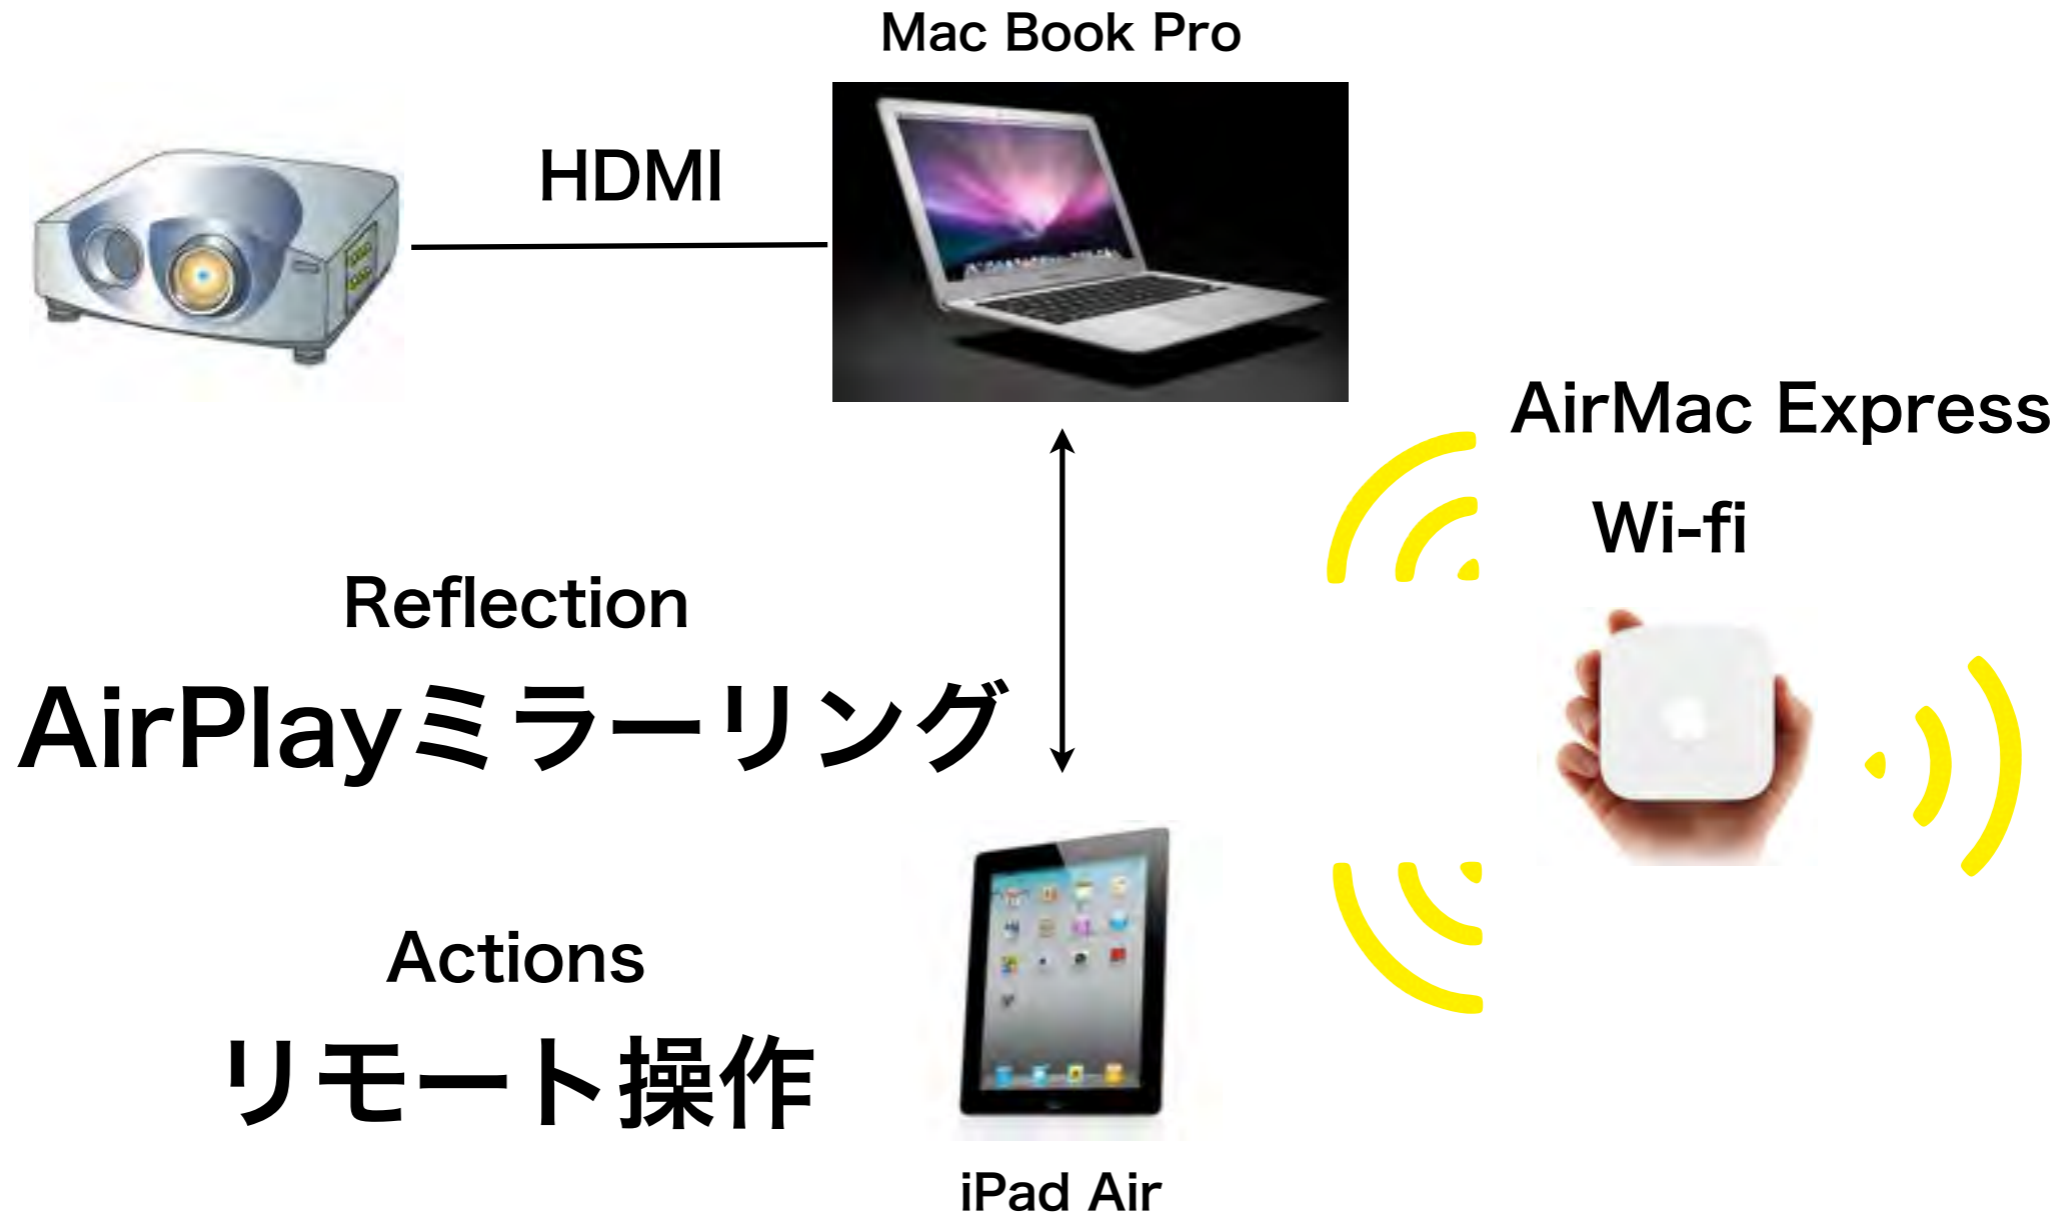 Mac Book Pro
HDMI
AirMac Express
Wi-fi
Reflection
AirPlayミラーリング
Actions
リモート操作
iPad Air